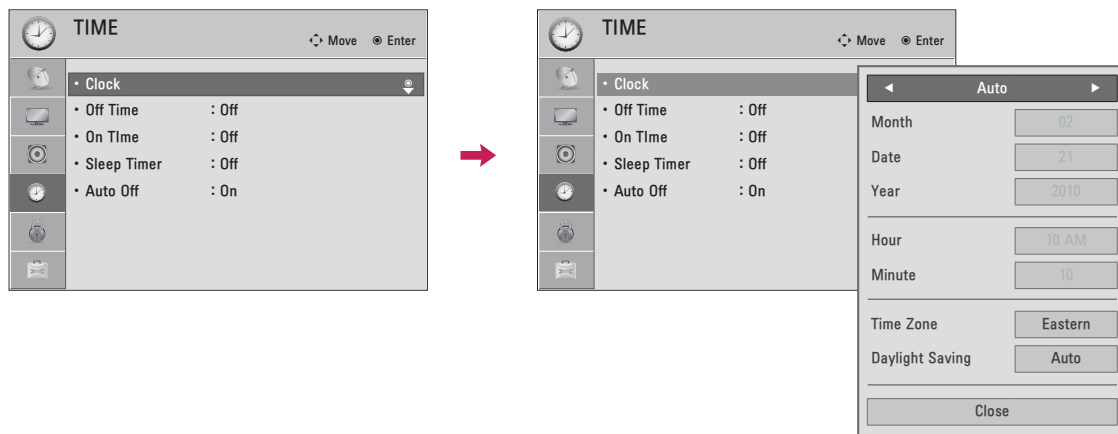 TIME
Move Enter
• Clock
• Off Time : Off
• On TIme : Off
• Sleep Timer : Off
• Auto Off : On
TIME
Move Enter
• Clock
• Off Time : Off
• On TIme : Off
• Sleep Timer : Off
• Auto Off : On
◀ Auto ▶
Month 02
Date 21
Year 2010
Hour 10 AM
Minute 10
Time Zone Eastern
Daylight Saving Auto
Close